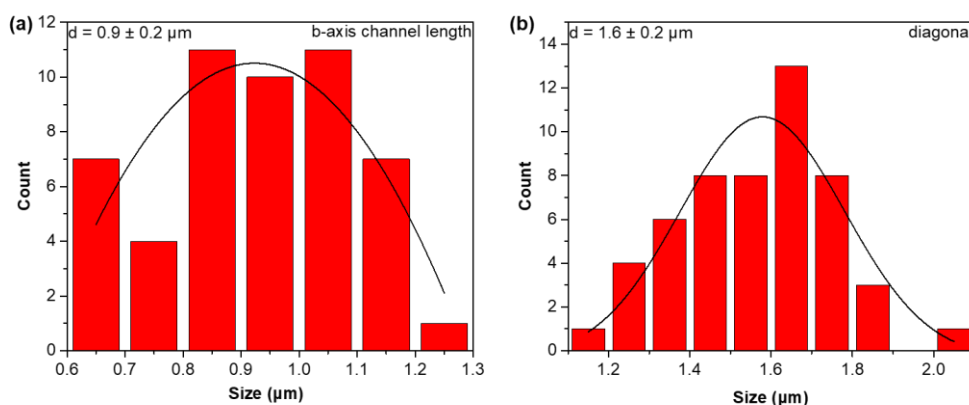 (a)
d = 0.9 ± 0.2 µm
b-axis channel length
12
10
8
6
4
2
0
Count
0.6 0.7 0.8 0.9 1.0 1.1 1.2 1.3
Size (µm)
(b)
d = 1.6 ± 0.2 µm
diagonal
14
12
10
8
6
4
2
0
Count
1.2 1.4 1.6 1.8 2.0
Size (µm)